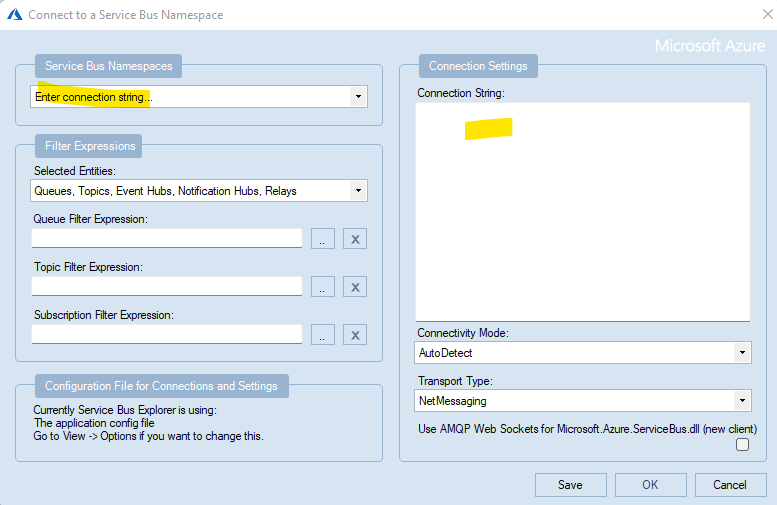 Connect to a Service Bus Namespace
Microsoft Azure
Service Bus Namespaces
Enter connection string...
Filter Expressions
Selected Entities:
Queues, Topics, Event Hubs, Notification Hubs, Relays
Queue Filter Expression:
.. X
Topic Filter Expression:
.. X
Subscription Filter Expression:
.. X
Configuration File for Connections and Settings
Currently Service Bus Explorer is using:
The application config file
Go to View -> Options if you want to change this.
Connection Settings
Connection String:
Connectivity Mode:
AutoDetect
Transport Type:
NetMessaging
Use AMQP Web Sockets for Microsoft.Azure.ServiceBus.dll (new client)
Save OK Cancel